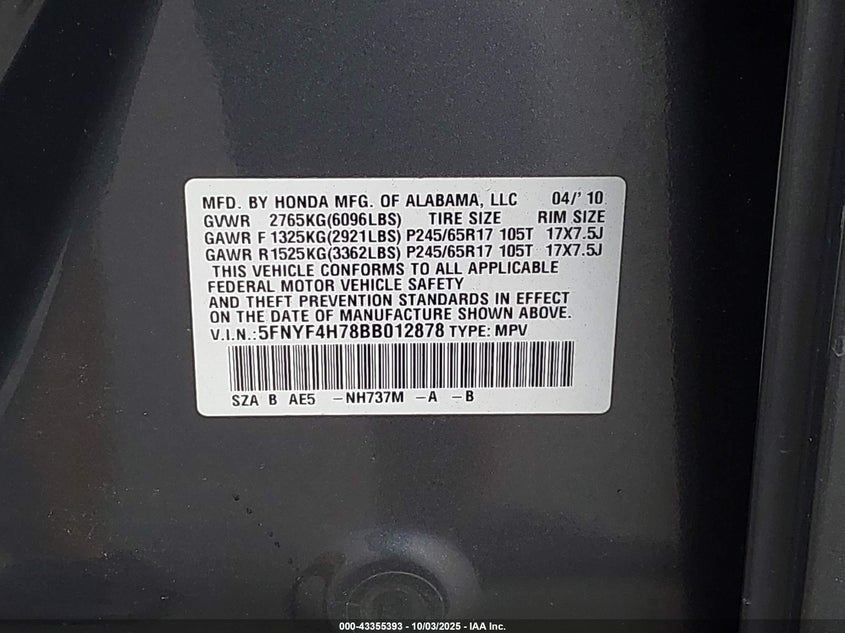 MFD. BY HONDA MFG. OF ALABAMA, LLC 04/' 10
GVWR 2765KG(6096LBS) TIRE SIZE RIM SIZE
GAWR F 1325KG(2921LBS) P245/65R17 105T 17X7.5J
GAWR R1525KG(3362LBS) P245/65R17 105T 17X7.5J
THIS VEHICLE CONFORMS TO ALL APPLICABLE
FEDERAL MOTOR VEHICLE SAFETY
AND THEFT PREVENTION STANDARDS IN EFFECT
ON THE DATE OF MANUFACTURE SHOWN ABOVE.
V.I.N.:5FNYF4H78BB012878 TYPE: MPV
SZA B AE5 -NH737M -A -B
000-43355393 - 10/03/2025 - IAA Inc.